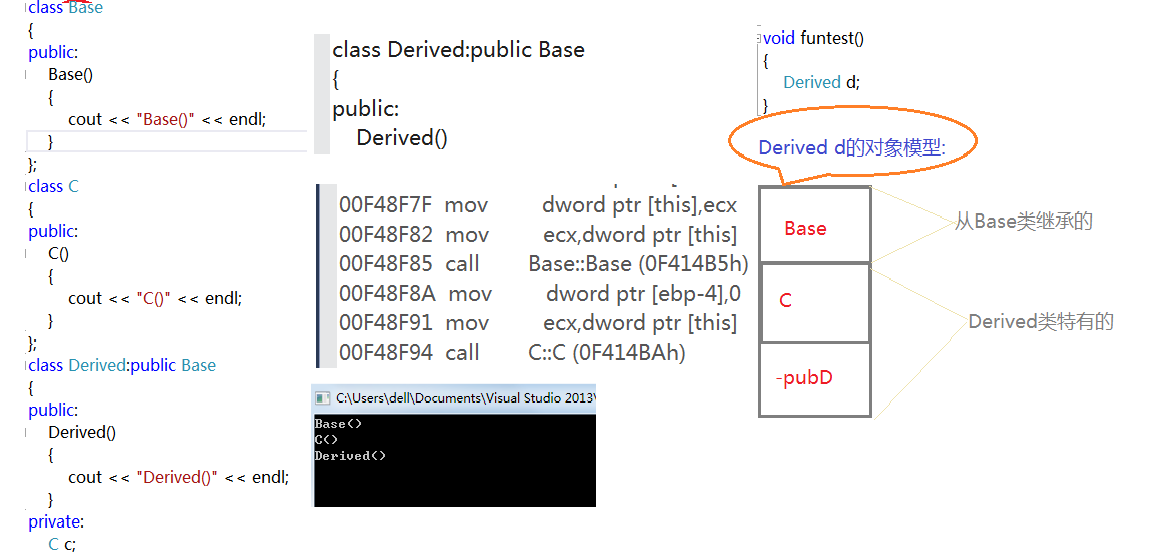 class Base
{
public:
Base()
{
cout << "Base()" << endl;
}
};
class C
{
public:
C()
{
cout << "C()" << endl;
}
};
class Derived:public Base
{
public:
Derived()
{
cout << "Derived()" << endl;
}
private:
C c;
class Derived:public Base
{
public:
Derived()
00F48F7F mov dword ptr [this],ecx
00F48F82 mov ecx,dword ptr [this]
00F48F85 call Base::Base (0F414B5h)
00F48F8A mov dword ptr [ebp-4],0
00F48F91 mov ecx,dword ptr [this]
00F48F94 call C::C (0F414BAh)
C:\Users\dell\Documents\Visual Studio 2013\
Base()
C()
Derived()
void funtest()
{
Derived d;
}
Derived d的对象模型:
Base
从Base类继承的
C
Derived类特有的
-pubD